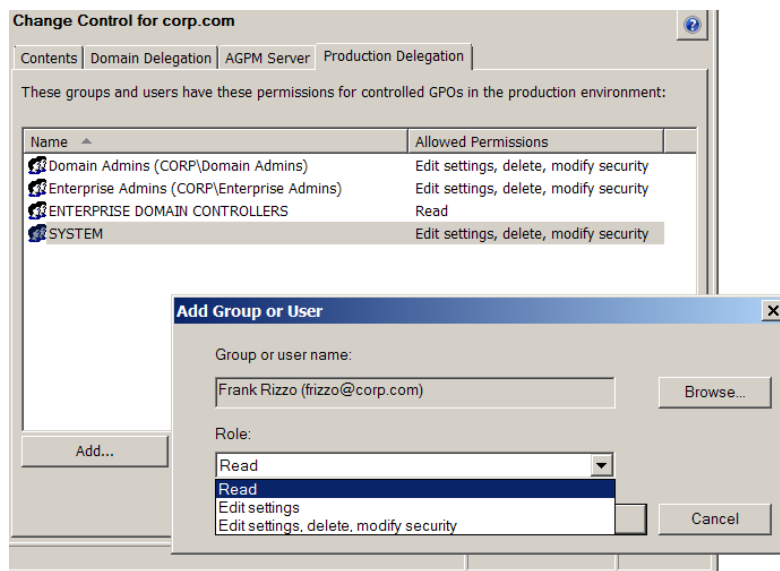 Change Control for corp.com
Contents Domain Delegation AGPM Server Production Delegation
These groups and users have these permissions for controlled GPOs in the production environment:
Name Allowed Permissions
Domain Admins (CORP\Domain Admins) Edit settings, delete, modify security
Enterprise Admins (CORP\Enterprise Admins) Edit settings, delete, modify security
ENTERPRISE DOMAIN CONTROLLERS Read
SYSTEM Edit settings, delete, modify security
Add Group or User
Group or user name:
Frank Rizzo (frizzo@corp.com) Browse...
Role:
Add...
Read
Read
Edit settings
Edit settings, delete, modify security
Cancel